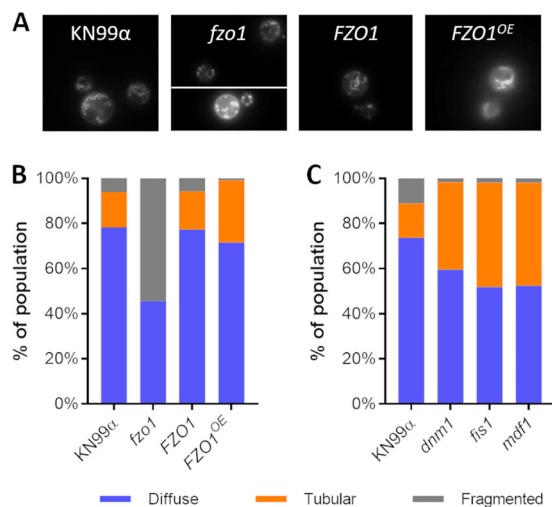 A
KN99α
fzo1
FZO1
FZO1OE
B
C
% of population
100%
80%
60%
40%
20%
0%
KN99α
fzo1
FZO1
FZO1OE
% of population
100%
80%
60%
40%
20%
0%
KN99α
dnm1
fis1
mdf1
Diffuse
Tubular
Fragmented